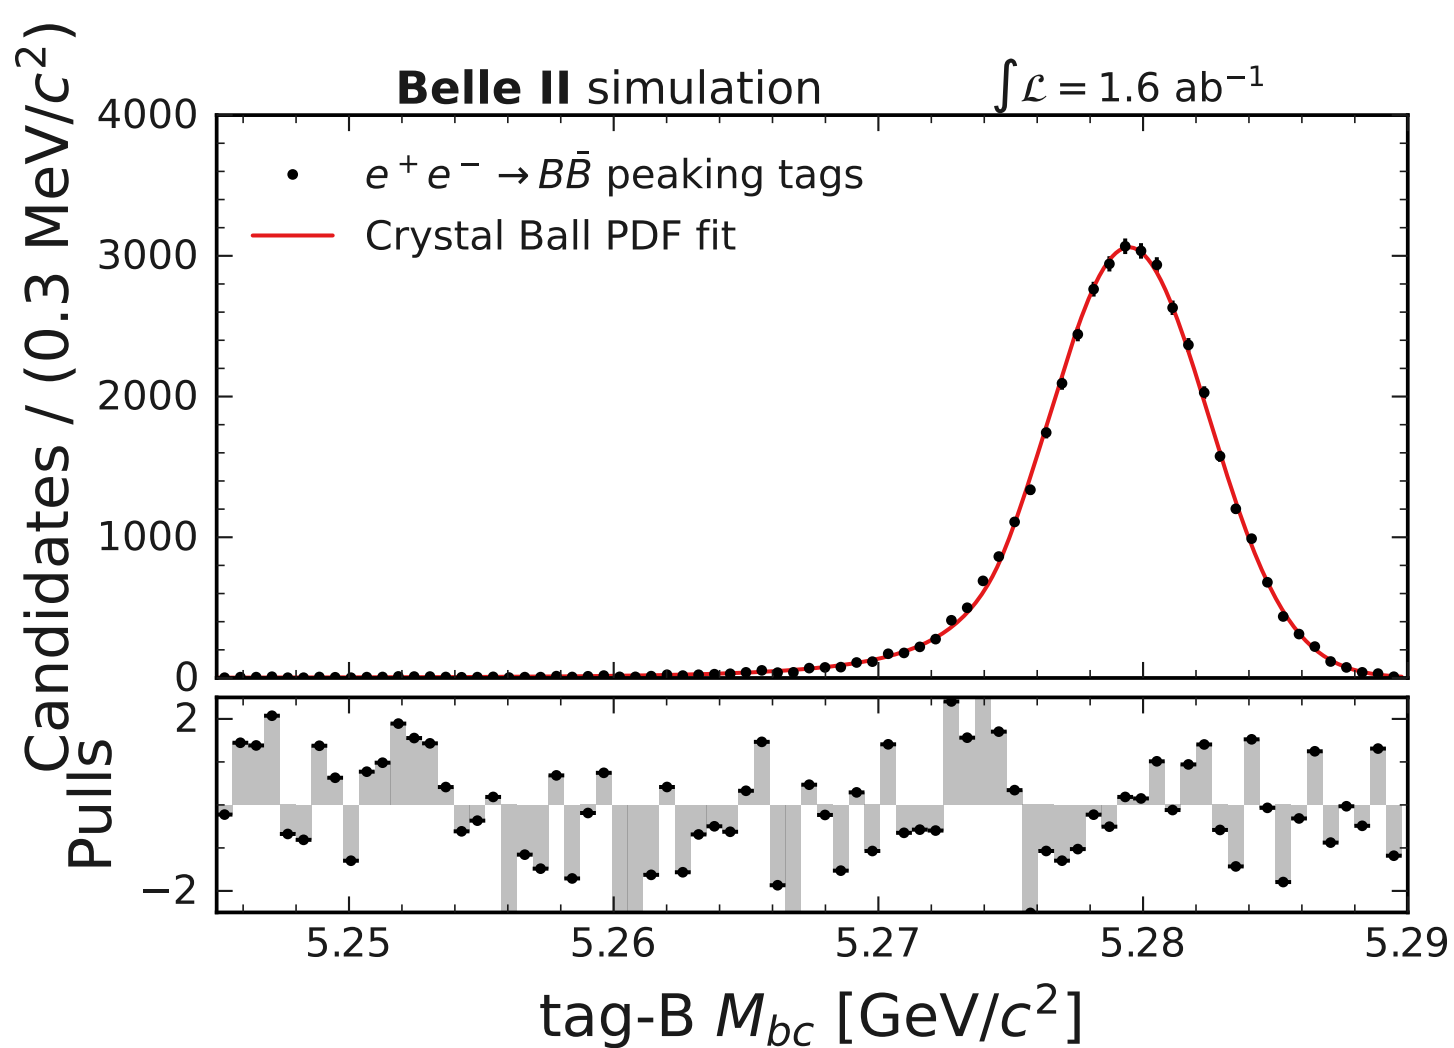 Belle II simulation
∫ℒ = 1.6 ab⁻¹
Candidates / (0.3 MeV/c²)
4000
3000
2000
1000
0
e⁺e⁻ → BB̄ peaking tags
Crystal Ball PDF fit
Pulls
2
−2
5.25 5.26 5.27 5.28 5.29
tag-B M_bc [GeV/c²]